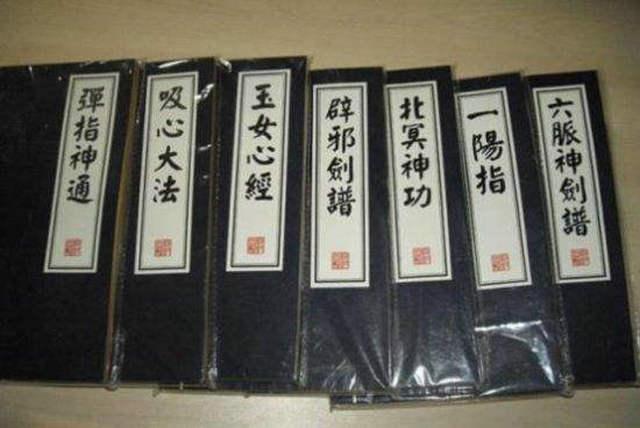 彈指神通
吸心大法
玉女心經
辟邪劍譜
北冥神功
一陽指
六脈神劍譜